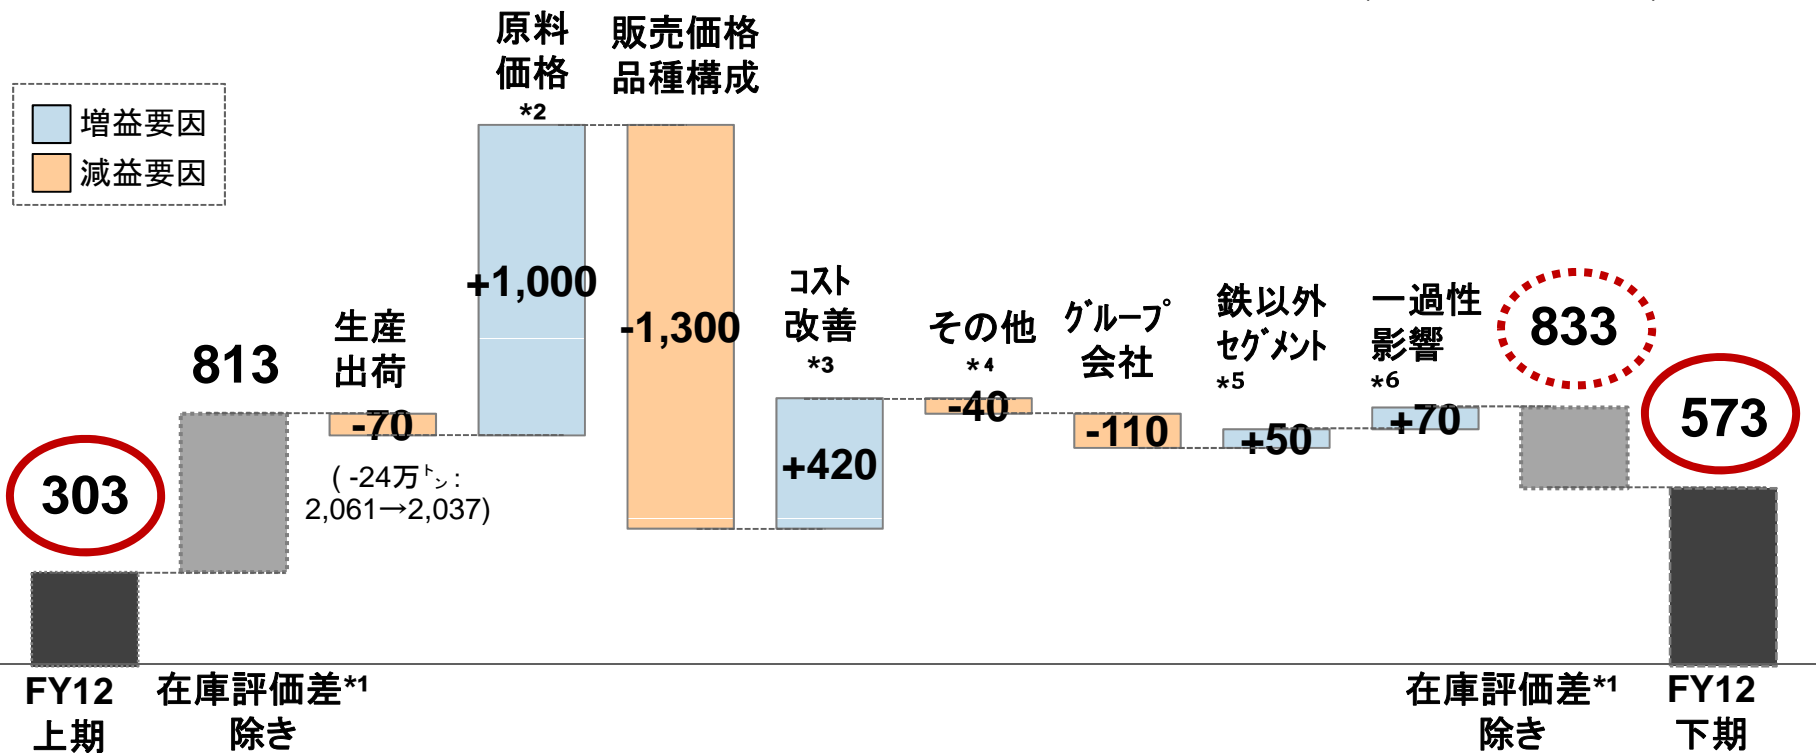 増益要因
減益要因
303
FY12
上期
813
在庫評価差*1
除き
生産
出荷
-70
( -24万㌧:
2,061→2,037)
原料
価格
*2
+1,000
販売価格
品種構成
-1,300
ｺｽﾄ
改善
*3
+420
その他
*4
-40
ｸﾞﾙｰﾌﾟ
会社
-110
鉄以外
ｾｸﾞﾒﾝﾄ
*5
+50
一過性
影響
*6
+70
833
在庫評価差*1
除き
573
FY12
下期